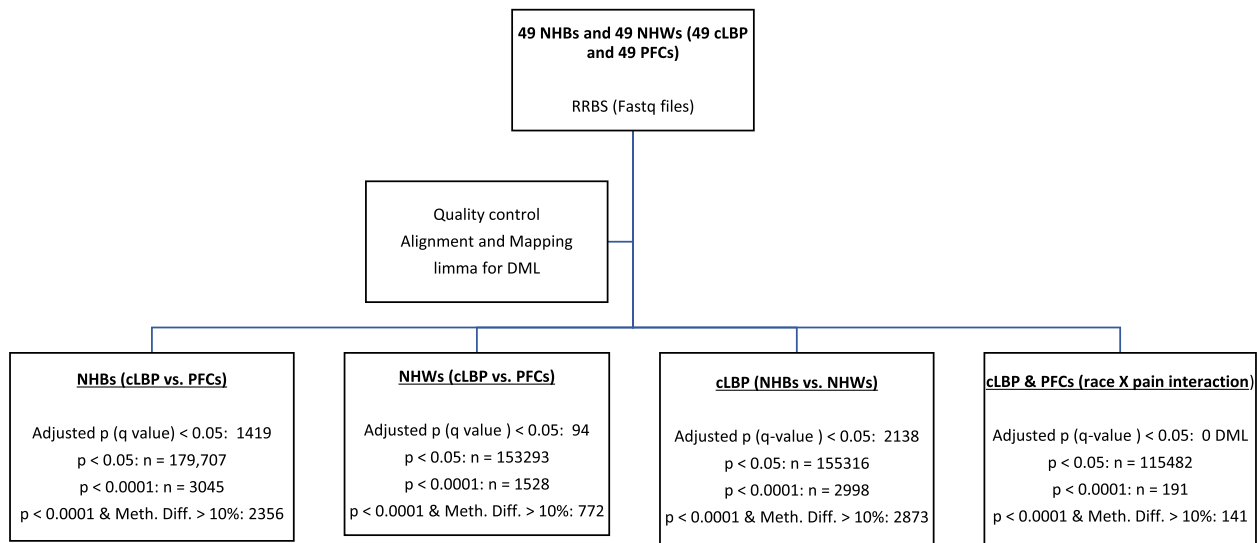 49 NHBs and 49 NHWs (49 cLBP
and 49 PFCs)
RRBS (Fastq files)
Quality control
Alignment and Mapping
limma for DML
NHBs (cLBP vs. PFCs)
Adjusted p (q value) < 0.05: 1419
p < 0.05: n = 179,707
p < 0.0001: n = 3045
p < 0.0001 & Meth. Diff. > 10%: 2356
NHWs (cLBP vs. PFCs)
Adjusted p (q value ) < 0.05: 94
p < 0.05: n = 153293
p < 0.0001: n = 1528
p < 0.0001 & Meth. Diff. > 10%: 772
cLBP (NHBs vs. NHWs)
Adjusted p (q-value ) < 0.05: 2138
p < 0.05: n = 155316
p < 0.0001: n = 2998
p < 0.0001 & Meth. Diff. > 10%: 2873
cLBP & PFCs (race X pain interaction)
Adjusted p (q-value ) < 0.05: 0 DML
p < 0.05: n = 115482
p < 0.0001: n = 191
p < 0.0001 & Meth. Diff. > 10%: 141